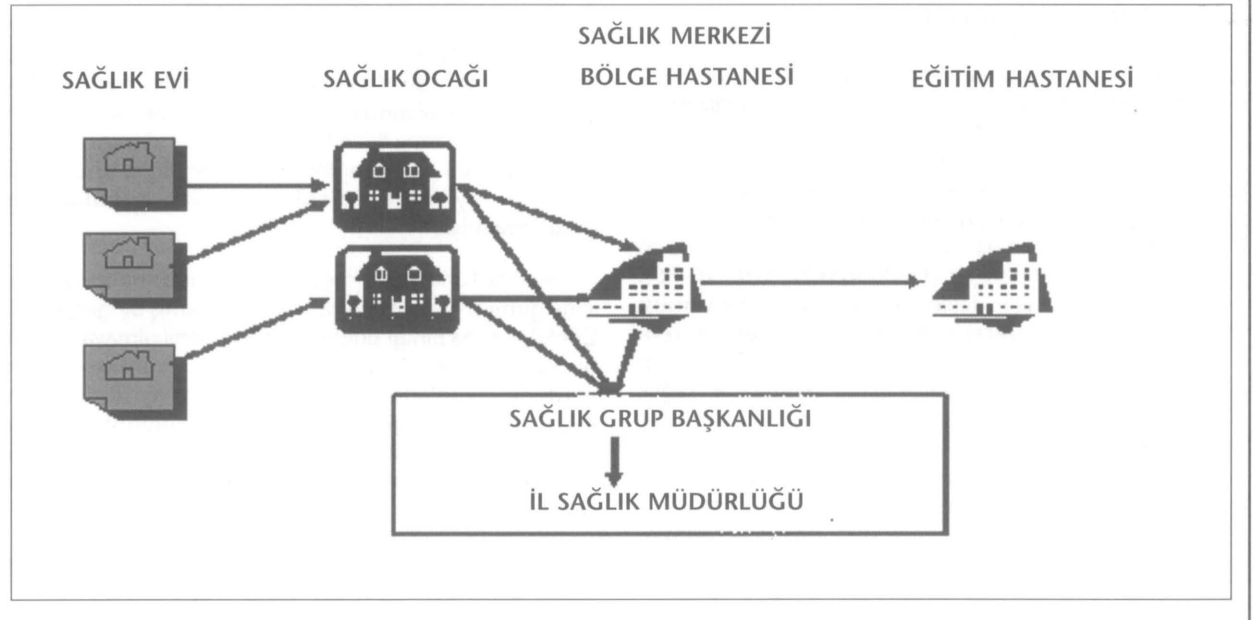 SAĞLIK MERKEZİ
SAĞLIK EVİ SAĞLIK OCAĞI BÖLGE HASTANESİ EĞİTİM HASTANESİ
SAĞLIK GRUP BAŞKANLIĞI
İL SAĞLIK MÜDÜRLÜĞÜ